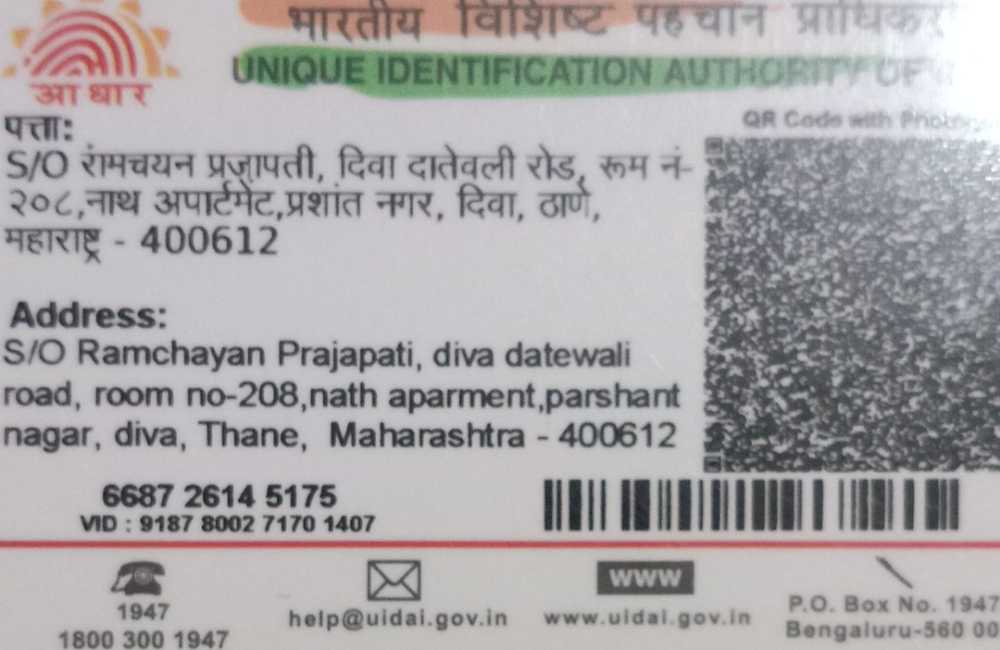 भारतीय विशिष्ट पहचान
UNIQUE IDENTIFICATION AUTHORITY OF
आधार
QR Code with
पत्ता:
S/O रामचयन प्रजापती, दिवा दातेवली रोड, रूम नं-
२०८,नाथ अपार्टमेंट,प्रशांत नगर, दिवा, ठाणे,
महाराष्ट्र - 400612
Address:
S/O Ramchayan Prajapati, diva datewali
road, room no-208,nath aparment,parshant
nagar, diva, Thane, Maharashtra - 400612
6687 2614 5175
VID : 9187 8002 7170 1407
1947
1800 300 1947
help@uidai.gov.in
www
www.uidai.gov.in
P.O. Box No. 1947
Bengaluru-560 00